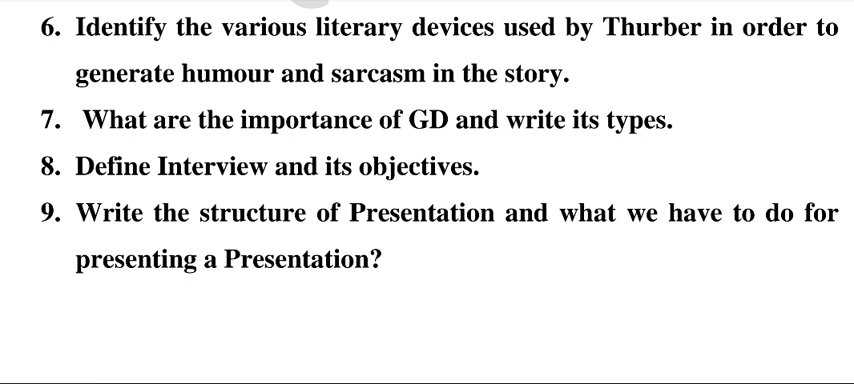 6. Identify the various literary devices used by Thurber in order to
generate humour and sarcasm in the story.
7. What are the importance of GD and write its types.
8. Define Interview and its objectives.
9. Write the structure of Presentation and what we have to do for
presenting a Presentation?